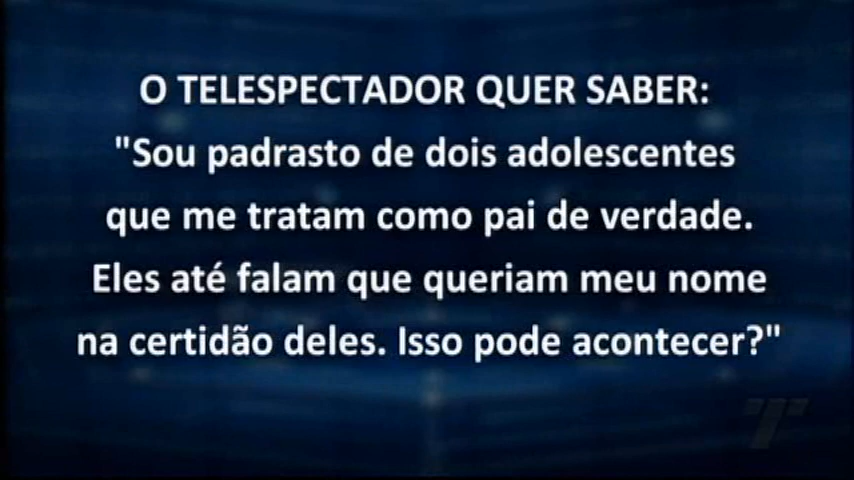 O TELESPECTADOR QUER SABER:
"Sou padrasto de dois adolescentes
que me tratam como pai de verdade.
Eles até falam que queriam meu nome
na certidão deles. Isso pode acontecer?"